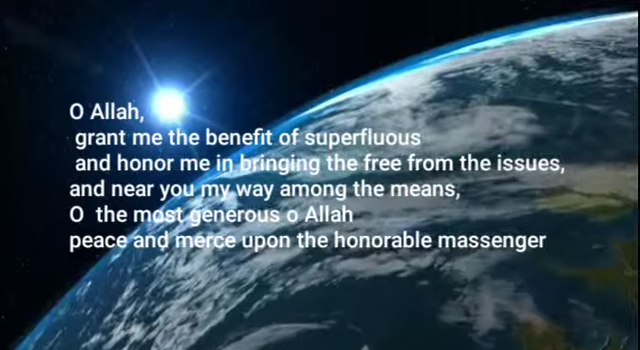 O Allah,
grant me the benefit of superfluous
and honor me in bringing the free from the issues,
and near you my way among the means,
O the most generous o Allah
peace and merce upon the honorable massenger